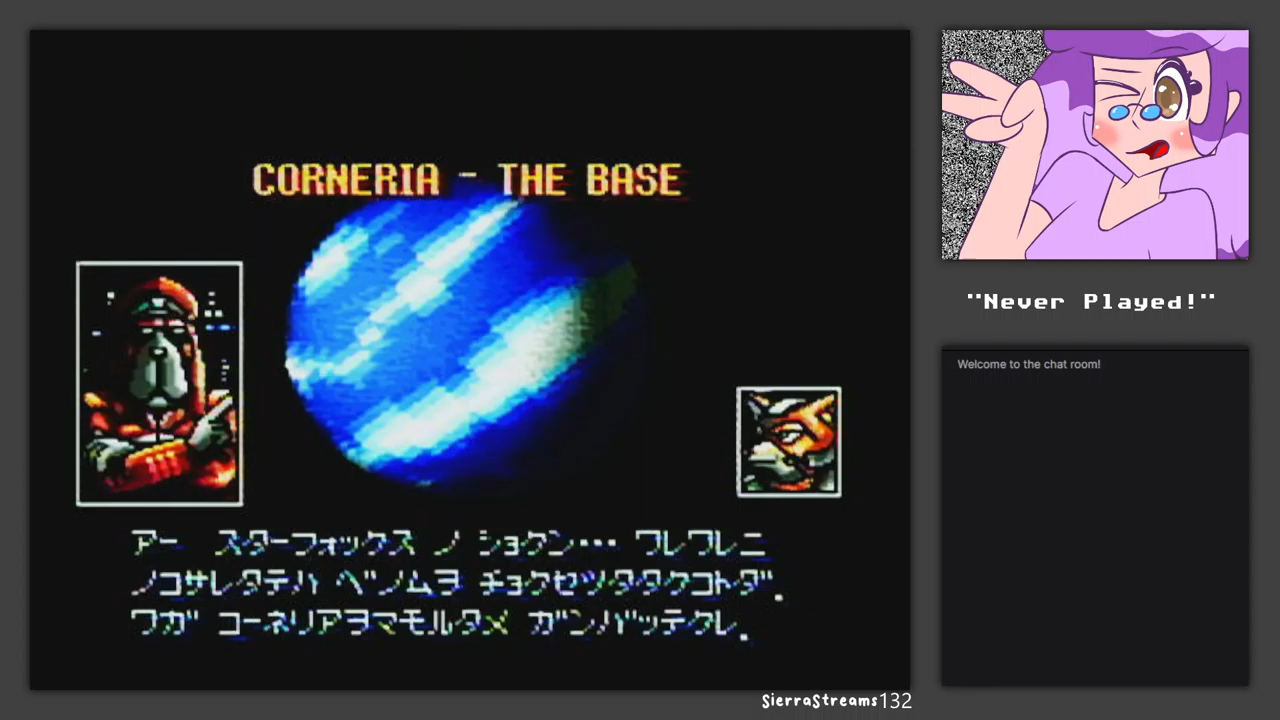 CORNERIA - THE BASE
"Never Played!"
Welcome to the chat room!
アー スターフォックス ノ ショクン・・・ ワレワレニ
ノコサレタテハ ベノムヲ チョクセツタタクコトダ.
ワガ コーネリアヲマモルタメ ガンバッテクレ.
SierraStreams132